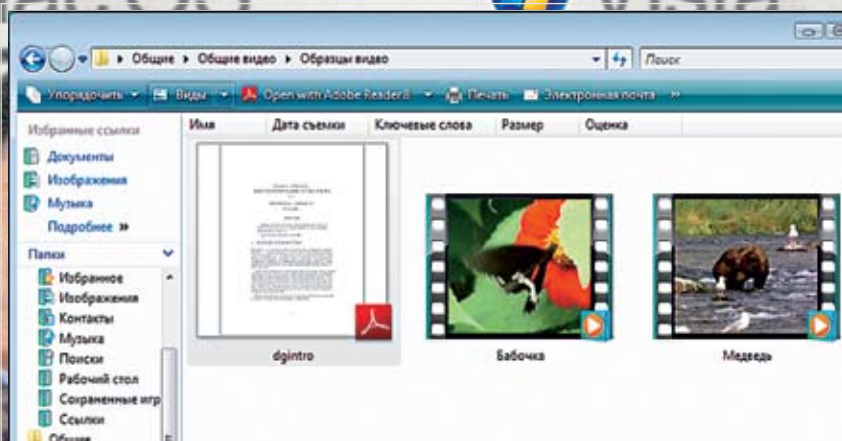 Vista
Общие ▸ Общие видео ▸ Образцы видео
Поиск
Упорядочить Виды Open with Adobe Reader 8 Печать Электронная почта »
Избранные ссылки
Документы
Изображения
Музыка
Подробнее »
Папки
Избранное
Изображения
Контакты
Музыка
Поиски
Рабочий стол
Сохраненные игр
Ссылки
Общие
Имя Дата съемки Ключевые слова Размер Оценка
dgintro
Бабочка
Медведь